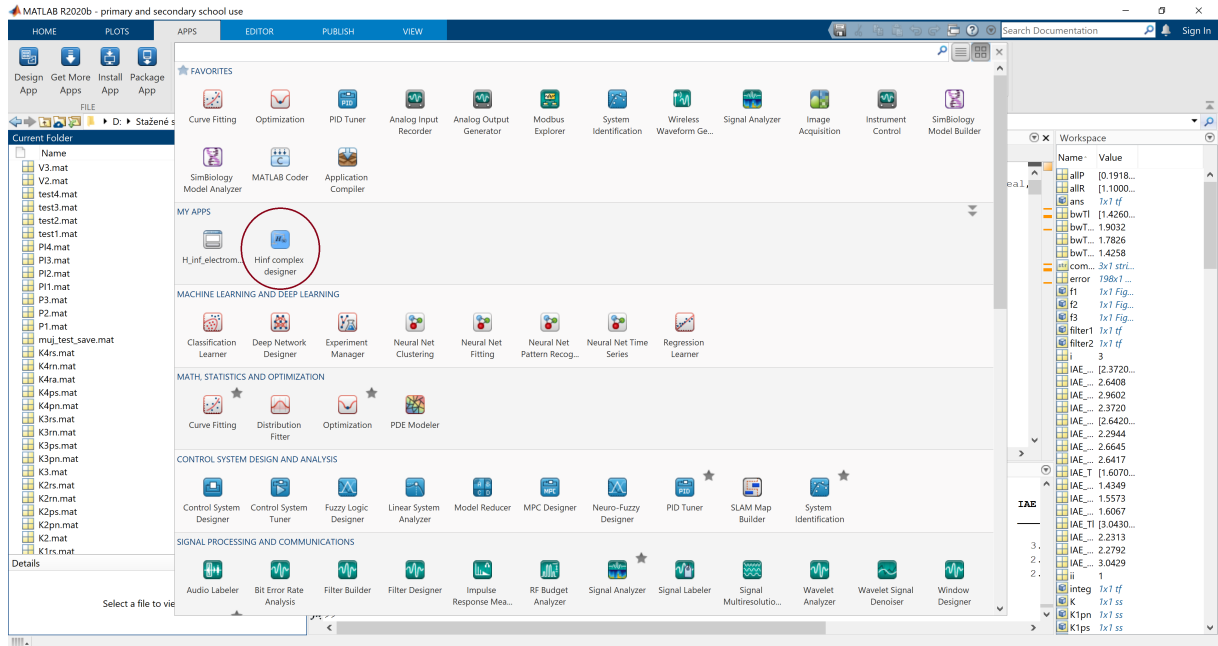 MATLAB R2020b - primary and secondary school use
HOME PLOTS APPS EDITOR PUBLISH VIEW
Search Documentation
Sign In
Design App
Get More Apps
Install App
Package App
FILE
D: Stažené s
Current Folder
Name
V3.mat
V2.mat
test4.mat
test3.mat
test2.mat
test1.mat
PI4.mat
PI3.mat
PI2.mat
PI1.mat
P3.mat
P2.mat
P1.mat
muj_test_save.mat
K4rs.mat
K4rn.mat
K4ra.mat
K4ps.mat
K4pn.mat
K3rs.mat
K3rn.mat
K3ps.mat
K3pn.mat
K3.mat
K2rs.mat
K2rn.mat
K2ps.mat
K2pn.mat
K2.mat
K1rs.mat
Details
Select a file to vie
FAVORITES
Curve Fitting
Optimization
PID Tuner
Analog Input Recorder
Analog Output Generator
Modbus Explorer
System Identification
Wireless Waveform Ge...
Signal Analyzer
Image Acquisition
Instrument Control
SimBiology Model Builder
SimBiology Model Analyzer
MATLAB Coder
Application Compiler
MY APPS
H_inf_electrom...
Hinf complex designer
MACHINE LEARNING AND DEEP LEARNING
Classification Learner
Deep Network Designer
Experiment Manager
Neural Net Clustering
Neural Net Fitting
Neural Net Pattern Recog...
Neural Net Time Series
Regression Learner
MATH, STATISTICS AND OPTIMIZATION
Curve Fitting
Distribution Fitter
Optimization
PDE Modeler
CONTROL SYSTEM DESIGN AND ANALYSIS
Control System Designer
Control System Tuner
Fuzzy Logic Designer
Linear System Analyzer
Model Reducer
MPC Designer
Neuro-Fuzzy Designer
PID Tuner
SLAM Map Builder
System Identification
SIGNAL PROCESSING AND COMMUNICATIONS
Audio Labeler
Bit Error Rate Analysis
Filter Builder
Filter Designer
Impulse Response Mea...
RF Budget Analyzer
Signal Analyzer
Signal Labeler
Signal Multiresolutio...
Wavelet Analyzer
Wavelet Signal Denoiser
Window Designer
eal,
IAE
3.
2.
2.
Workspace
Name Value
allP [0.1918...
allR [1.1000...
ans 1x1 tf
bwTl [1.4260...
bwT... 1.9032
bwT... 1.7826
bwT... 1.4258
com... 3x1 stri...
error 198x1 ...
f1 1x1 Fig...
f2 1x1 Fig...
f3 1x1 Fig...
filter1 1x1 tf
filter2 1x1 tf
i 3
IAE_... [2.3720...
IAE_... 2.6408
IAE_... 2.9602
IAE_... 2.3720
IAE_... [2.6420...
IAE_... 2.2944
IAE_... 2.6645
IAE_... 2.6417
IAE_T [1.6070...
IAE_... 1.4349
IAE_... 1.5573
IAE_... 1.6067
IAE_Tl [3.0430...
IAE_... 2.2313
IAE_... 2.2792
IAE_... 3.0429
ii 1
integ 1x1 tf
K 1x1 ss
K1pn 1x1 ss
K1ps 1x1 ss